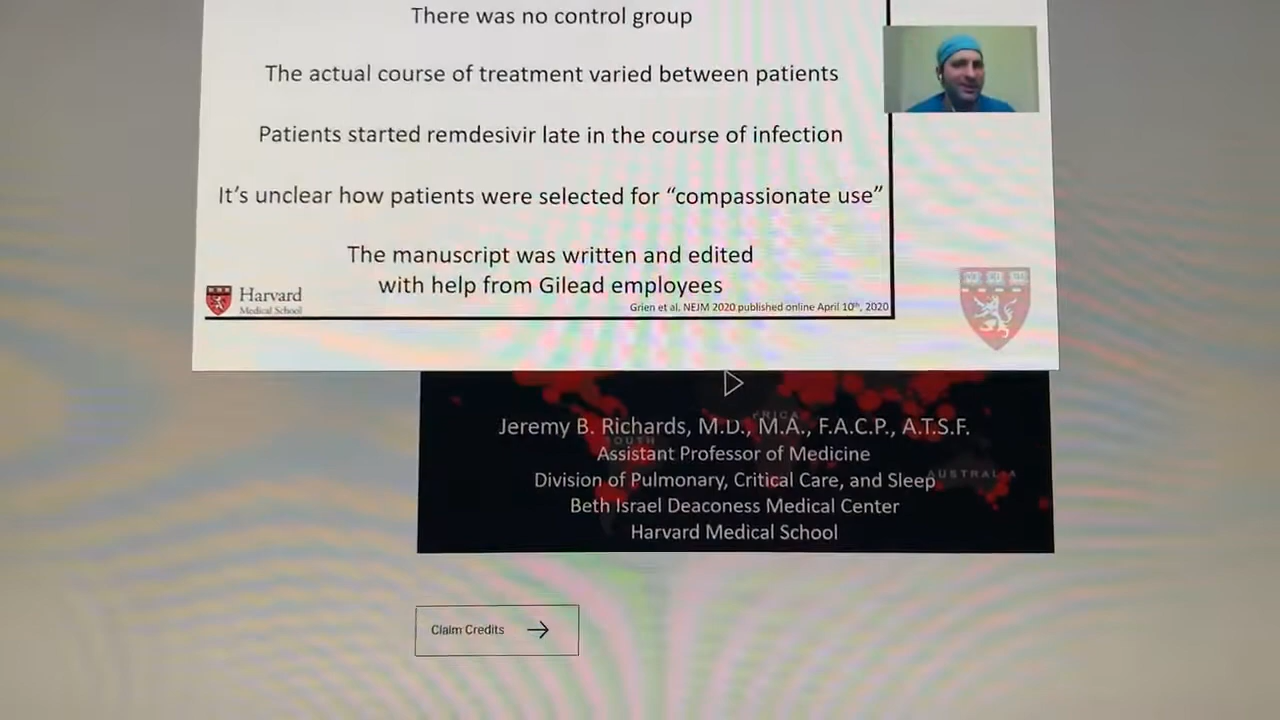 There was no control group
The actual course of treatment varied between patients
Patients started remdesivir late in the course of infection
It’s unclear how patients were selected for “compassionate use”
The manuscript was written and edited
with help from Gilead employees
Harvard
Medical School
Grien et al. NEJM 2020 published online April 10th, 2020
RICA
Jeremy B. Richards, M.D., M.A., F.A.C.P., A.T.S.F.
OUTH
Assistant Professor of Medicine
AUSTRALIA
Division of Pulmonary, Critical Care, and Sleep
Beth Israel Deaconess Medical Center
Harvard Medical School
Claim Credits